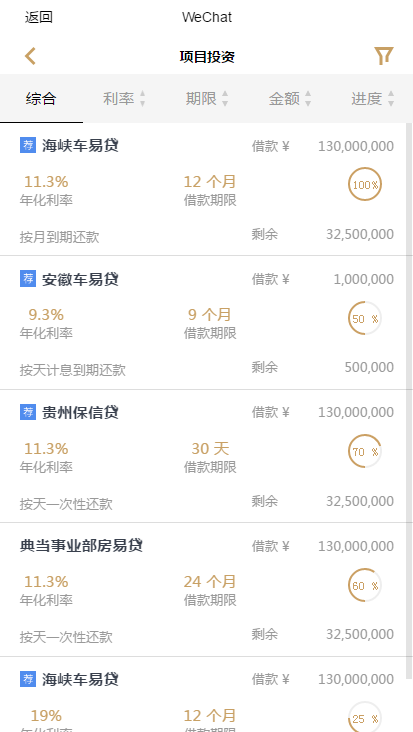 返回 WeChat
项目投资
综合 利率 期限 金额 进度
荐 海峡车易贷 借款 ¥ 130,000,000
11.3% 12 个月 100%
年化利率 借款期限
按月到期还款 剩余 32,500,000
荐 安徽车易贷 借款 ¥ 1,000,000
9.3% 9 个月 50 %
年化利率 借款期限
按天计息到期还款 剩余 500,000
荐 贵州保信贷 借款 ¥ 130,000,000
11.3% 30 天 70 %
年化利率 借款期限
按天一次性还款 剩余 32,500,000
典当事业部房易贷 借款 ¥ 130,000,000
11.3% 24 个月 60 %
年化利率 借款期限
按天一次性还款 剩余 32,500,000
荐 海峡车易贷 借款 ¥ 130,000,000
19% 12 个月 25 %
年化利率 借款期限